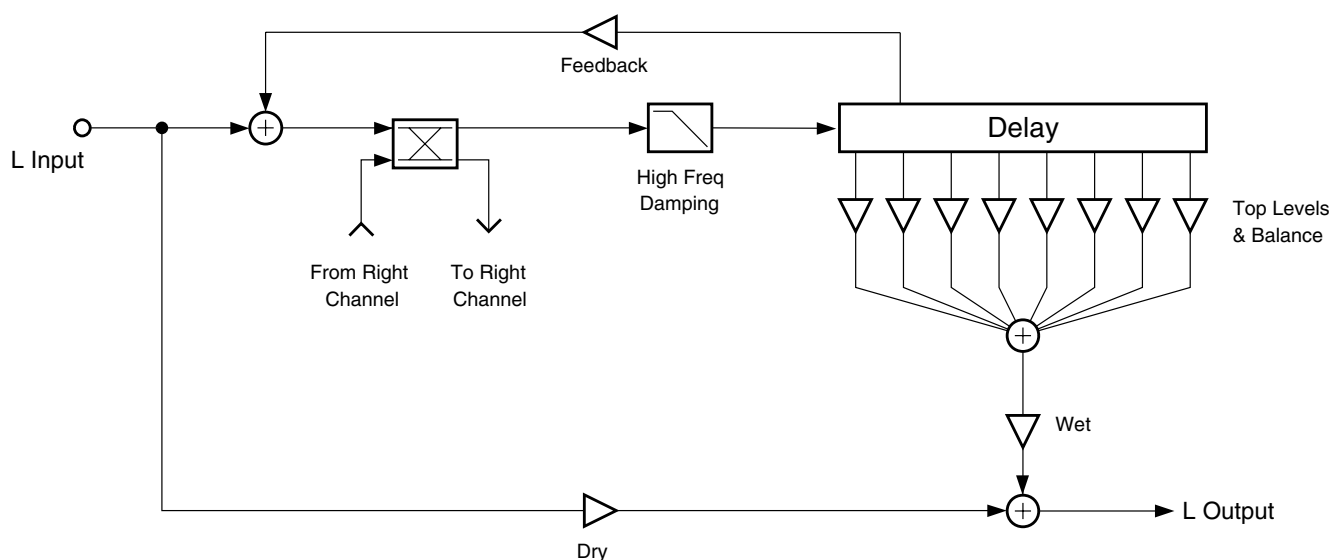 Feedback
L Input
Delay
High Freq
Damping
Top Levels
& Balance
From Right
Channel
To Right
Channel
Wet
L Output
Dry